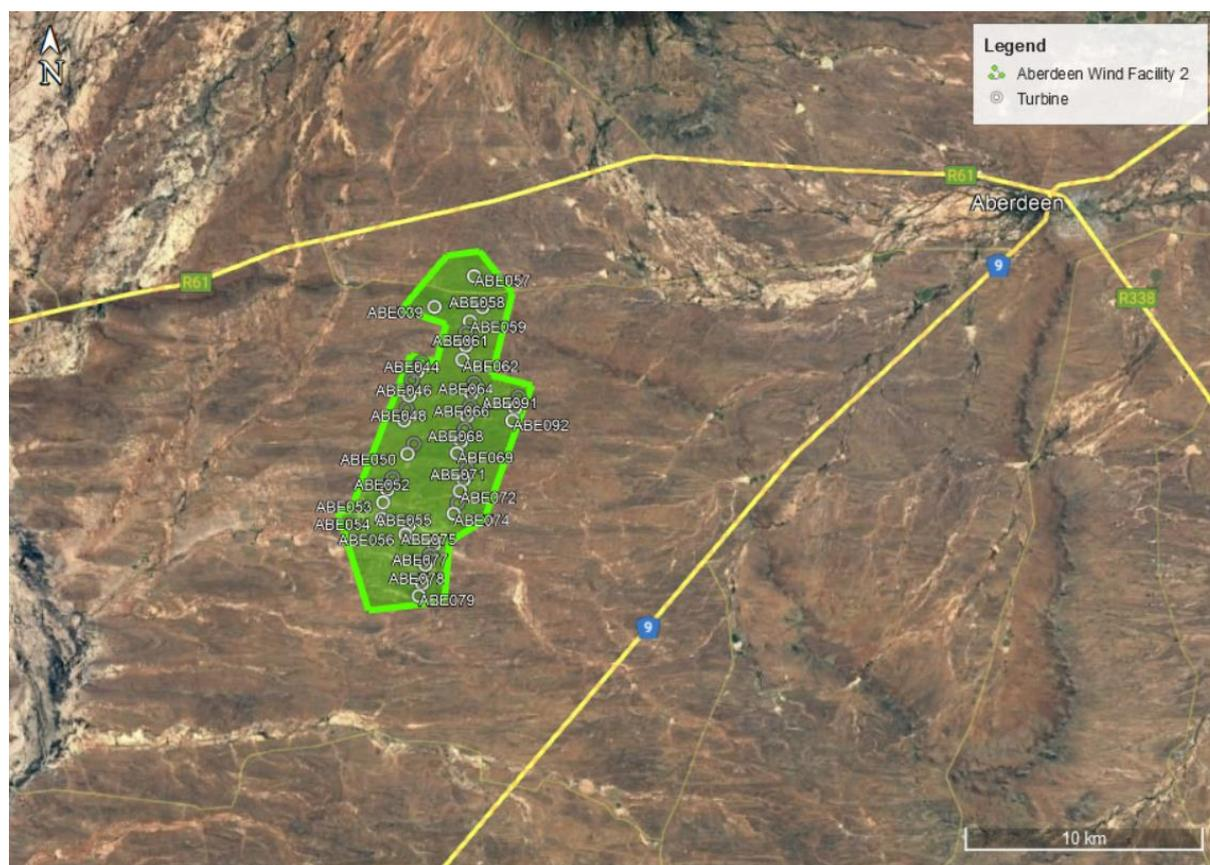 N
Legend
Aberdeen Wind Facility 2
Turbine
R61
Aberdeen
9
R61
R338
ABE057
ABE058
ABE039
ABE059
ABE061
ABE044
ABE062
ABE046
ABE064
ABE091
ABE048
ABE066
ABE092
ABE068
ABE050
ABE069
ABE071
ABE052
ABE072
ABE053
ABE054
ABE055
ABE074
ABE056
ABE075
ABE077
ABE078
ABE079
9
10 km